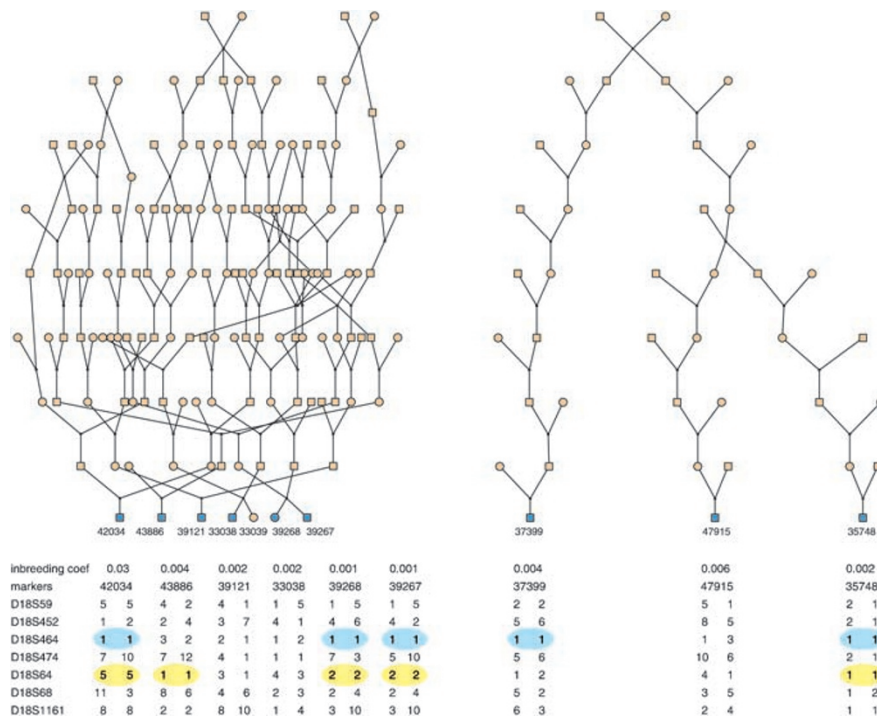 42034 43886 39121 33038 33039 39268 39267 37399 47915 35748
inbreeding coef 0.03 0.004 0.002 0.002 0.001 0.001 0.004 0.006 0.002
markers 42034 43886 39121 33038 39268 39267 37399 47915 35748
D18S59 5 5 4 2 4 1 1 5 1 5 1 5 2 2 5 1 2 1
D18S452 1 2 2 4 3 7 4 1 4 6 4 2 5 6 8 5 2 1
D18S464 1 1 3 2 2 1 1 2 1 1 1 1 1 1 1 3 1 1
D18S474 7 10 7 12 4 1 1 1 7 3 5 10 5 6 10 6 2 1
D18S64 5 5 1 1 3 1 4 3 2 2 2 2 1 2 4 1 1 1
D18S68 11 3 8 6 4 6 2 3 2 4 2 4 5 2 3 5 1 2
D18S1161 8 8 2 2 8 10 1 4 3 10 3 10 6 3 2 4 1 1